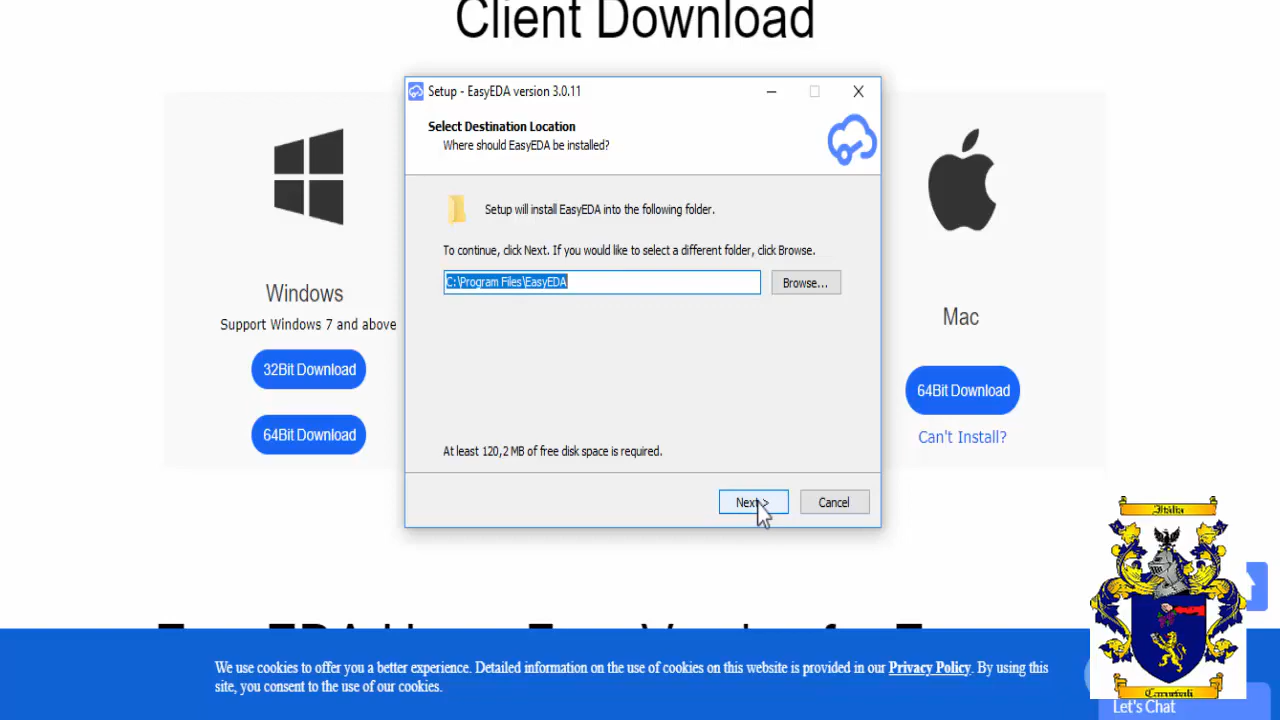 Client Download
Setup - EasyEDA version 3.0.11
Select Destination Location
Where should EasyEDA be installed?
Setup will install EasyEDA into the following folder.
To continue, click Next. If you would like to select a different folder, click Browse.
C:\Program Files\EasyEDA
Browse...
At least 120,2 MB of free disk space is required.
Next >
Cancel
Windows
Support Windows 7 and above
32Bit Download
64Bit Download
Mac
64Bit Download
Can't Install?
Italia
We use cookies to offer you a better experience. Detailed information on the use of cookies on this website is provided in our Privacy Policy. By using this
site, you consent to the use of our cookies.
Let's Chat